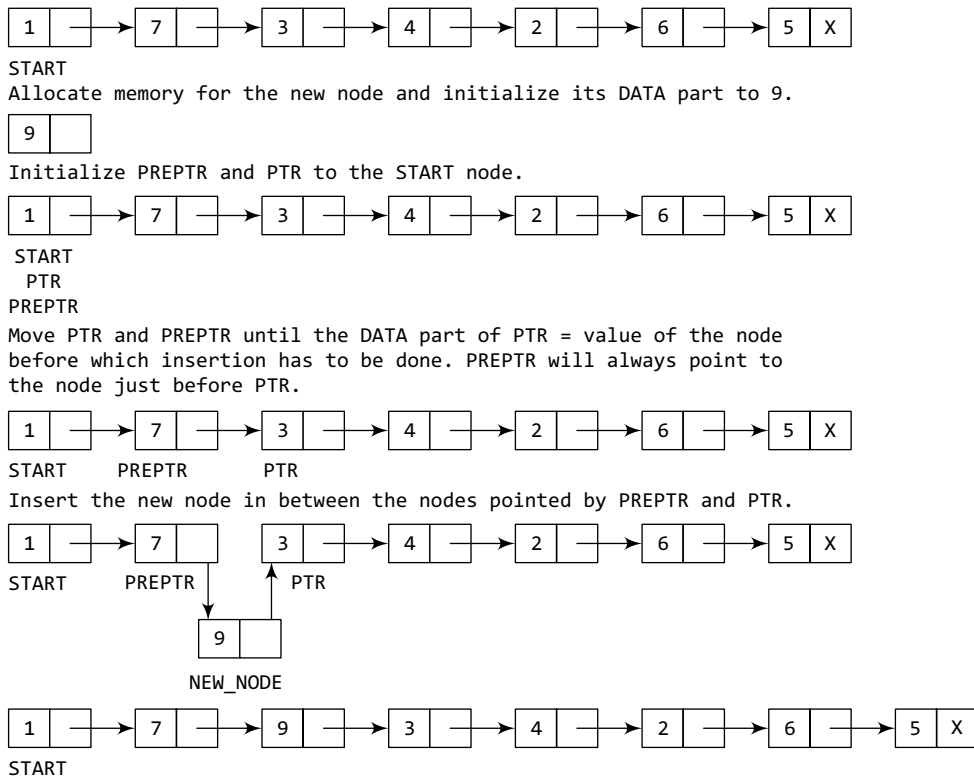 1 7 3 4 2 6 5 X
START
Allocate memory for the new node and initialize its DATA part to 9.
9
Initialize PREPTR and PTR to the START node.
1 7 3 4 2 6 5 X
START
PTR
PREPTR
Move PTR and PREPTR until the DATA part of PTR = value of the node
before which insertion has to be done. PREPTR will always point to
the node just before PTR.
1 7 3 4 2 6 5 X
START PREPTR PTR
Insert the new node in between the nodes pointed by PREPTR and PTR.
1 7 3 4 2 6 5 X
START PREPTR PTR
9
NEW_NODE
1 7 9 3 4 2 6 5 X
START